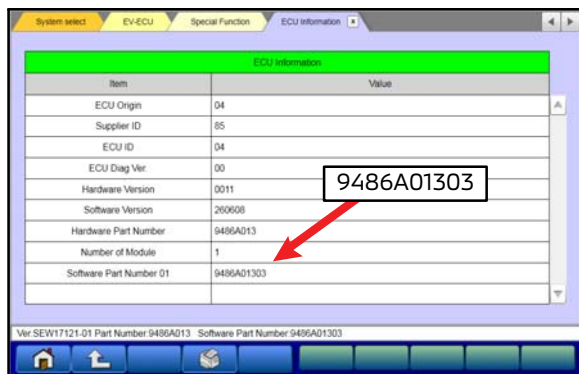 System select EV-ECU Special Function ECU Information
ECU Information
Item Value
ECU Origin 04
Supplier ID 85
ECU ID 04
ECU Diag Ver. 00
Hardware Version 0011
Software Version 260608
Hardware Part Number 9486A013
Number of Module 1
Software Part Number 01 9486A01303
9486A01303
Ver.SEW17121-01 Part Number:9486A013 Software Part Number:9486A01303